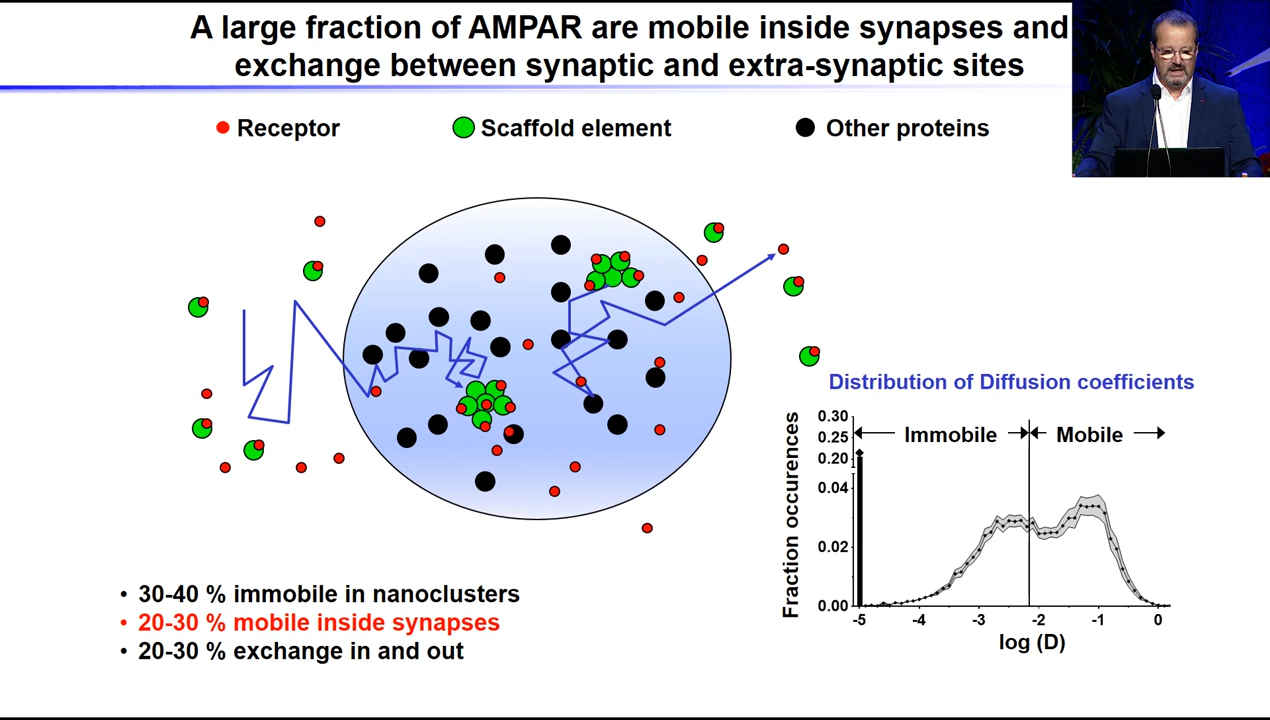 A large fraction of AMPAR are mobile inside synapses and
exchange between synaptic and extra-synaptic sites
Receptor
Scaffold element
Other proteins
Distribution of Diffusion coefficients
Fraction occurences
0.30
0.25
0.20
0.04
0.02
0.00
Immobile
Mobile
-5 -4 -3 -2 -1 0
log (D)
• 30-40 % immobile in nanoclusters
• 20-30 % mobile inside synapses
• 20-30 % exchange in and out